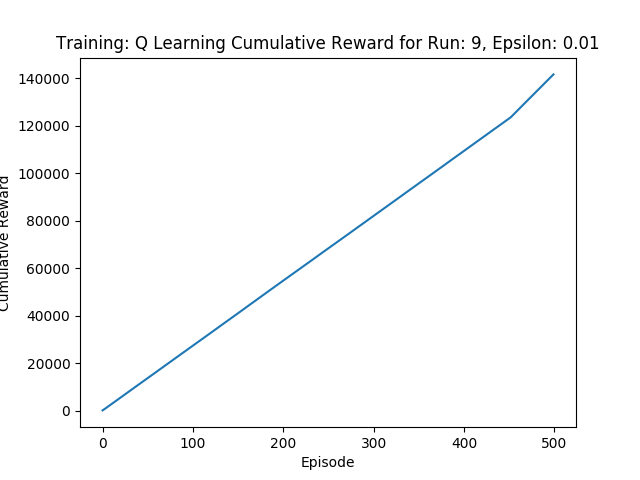 Training: Q Learning Cumulative Reward for Run: 9, Epsilon: 0.01
140000
120000
100000
80000
60000
40000
20000
0
Cumulative Reward
0 100 200 300 400 500
Episode